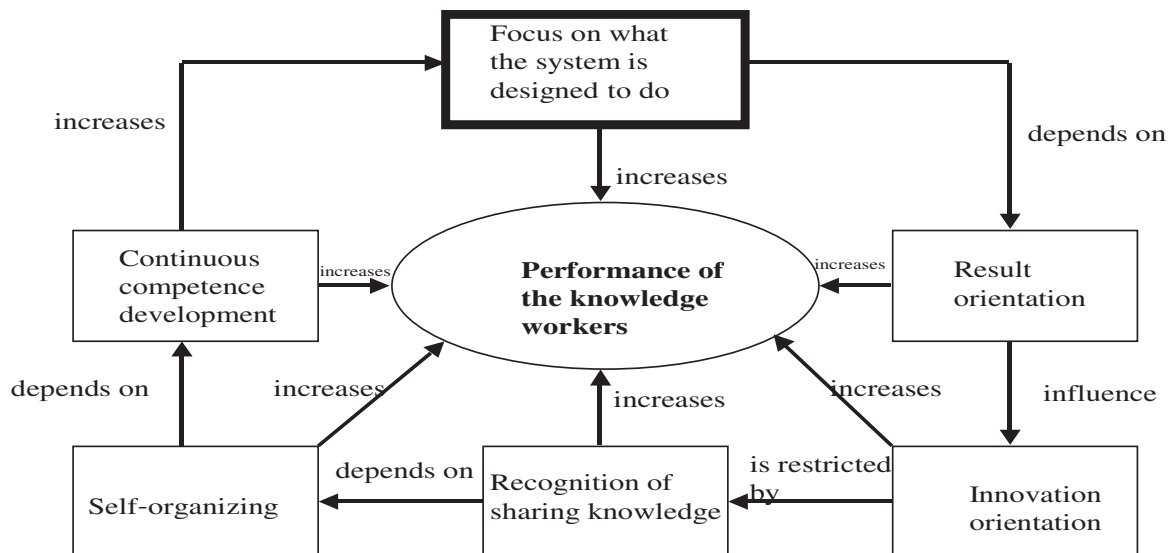 Focus on what
the system is
designed to do
increases
depends on
increases
Continuous
competence
development
increases
Performance of
the knowledge
workers
increases
Result
orientation
depends on
increases
increases
increases
influence
Self-organizing
depends on
Recognition of
sharing knowledge
is restricted
by
Innovation
orientation